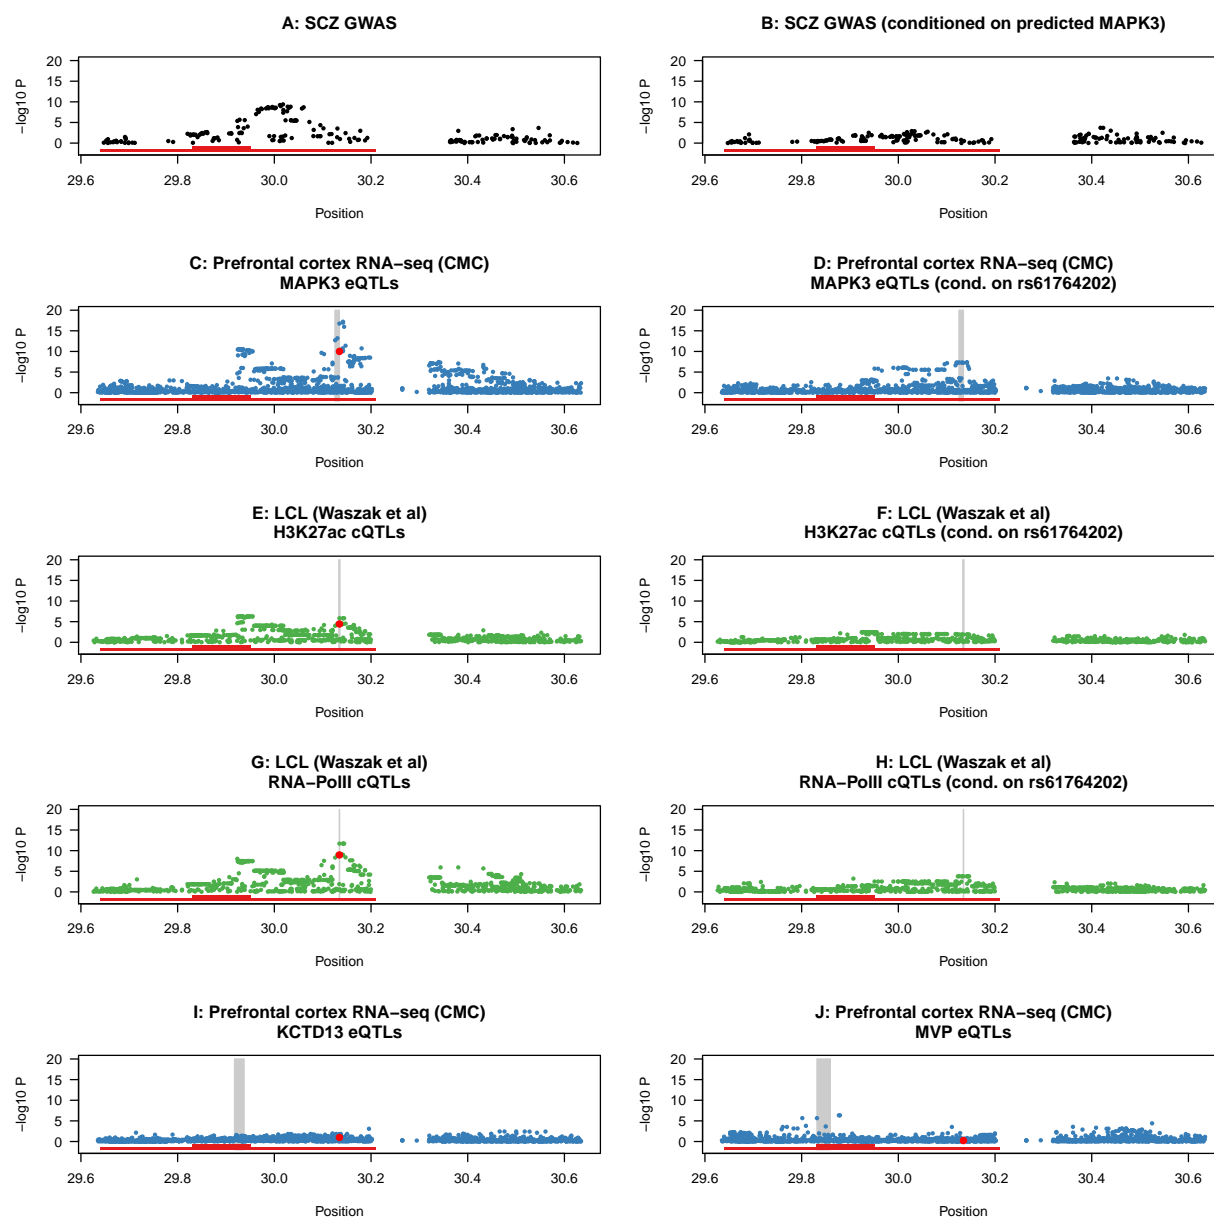 A: SCZ GWAS
−log10 P
20
15
10
5
0
29.6 29.8 30.0 30.2 30.4 30.6
Position
B: SCZ GWAS (conditioned on predicted MAPK3)
−log10 P
20
15
10
5
0
29.6 29.8 30.0 30.2 30.4 30.6
Position
C: Prefrontal cortex RNA−seq (CMC)
MAPK3 eQTLs
−log10 P
20
15
10
5
0
29.6 29.8 30.0 30.2 30.4 30.6
Position
D: Prefrontal cortex RNA−seq (CMC)
MAPK3 eQTLs (cond. on rs61764202)
−log10 P
20
15
10
5
0
29.6 29.8 30.0 30.2 30.4 30.6
Position
E: LCL (Waszak et al)
H3K27ac cQTLs
−log10 P
20
15
10
5
0
29.6 29.8 30.0 30.2 30.4 30.6
Position
F: LCL (Waszak et al)
H3K27ac cQTLs (cond. on rs61764202)
−log10 P
20
15
10
5
0
29.6 29.8 30.0 30.2 30.4 30.6
Position
G: LCL (Waszak et al)
RNA−PolII cQTLs
−log10 P
20
15
10
5
0
29.6 29.8 30.0 30.2 30.4 30.6
Position
H: LCL (Waszak et al)
RNA−PolII cQTLs (cond. on rs61764202)
−log10 P
20
15
10
5
0
29.6 29.8 30.0 30.2 30.4 30.6
Position
I: Prefrontal cortex RNA−seq (CMC)
KCTD13 eQTLs
−log10 P
20
15
10
5
0
29.6 29.8 30.0 30.2 30.4 30.6
Position
J: Prefrontal cortex RNA−seq (CMC)
MVP eQTLs
−log10 P
20
15
10
5
0
29.6 29.8 30.0 30.2 30.4 30.6
Position